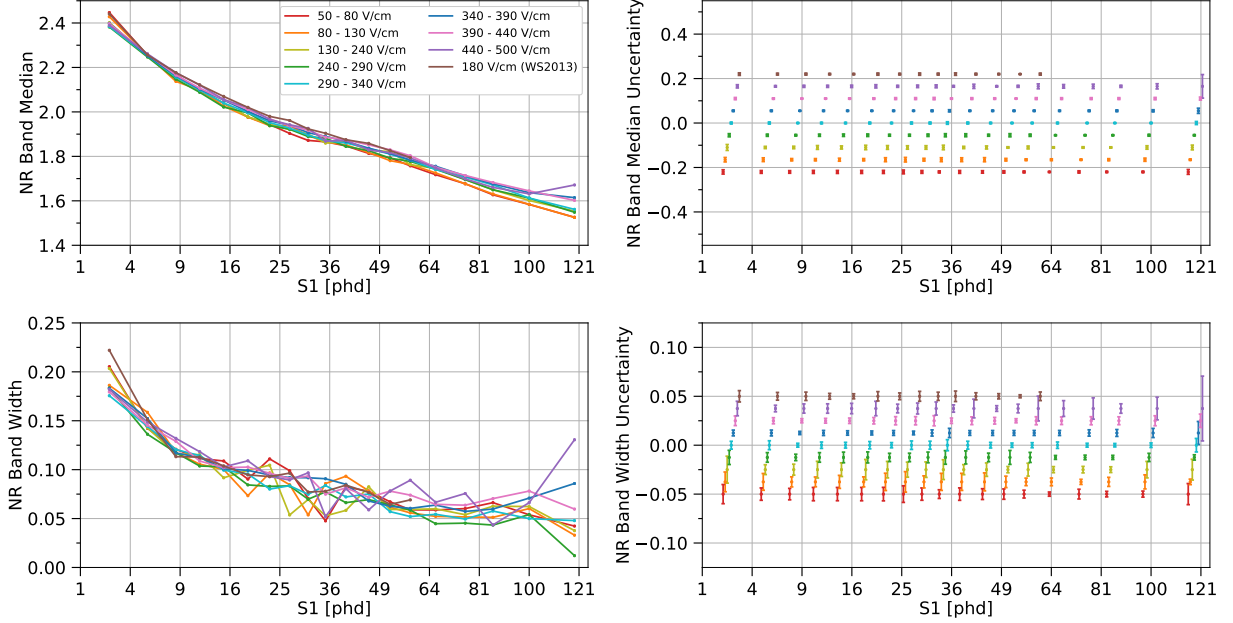 NR Band Median
2.4
2.2
2.0
1.8
1.6
1.4
50 - 80 V/cm
80 - 130 V/cm
130 - 240 V/cm
240 - 290 V/cm
290 - 340 V/cm
340 - 390 V/cm
390 - 440 V/cm
440 - 500 V/cm
180 V/cm (WS2013)
1 4 9 16 25 36 49 64 81 100 121
S1 [phd]
NR Band Median Uncertainty
0.4
0.2
0.0
−0.2
−0.4
1 4 9 16 25 36 49 64 81 100 121
S1 [phd]
NR Band Width
0.25
0.20
0.15
0.10
0.05
0.00
1 4 9 16 25 36 49 64 81 100 121
S1 [phd]
NR Band Width Uncertainty
0.10
0.05
0.00
−0.05
−0.10
1 4 9 16 25 36 49 64 81 100 121
S1 [phd]